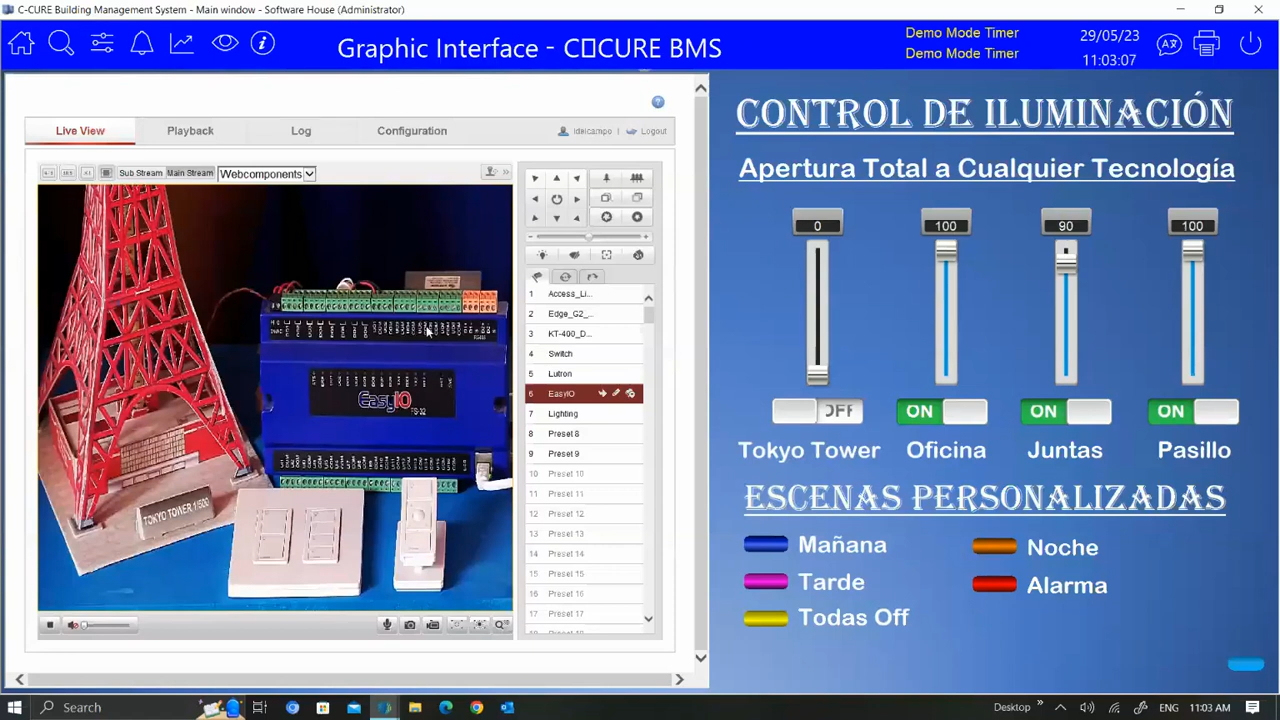 C-CURE Building Management System - Main window - Software House (Administrator)
Graphic Interface - C▯CURE BMS
Demo Mode Timer
Demo Mode Timer
29/05/23
11:03:07
Live View
Playback
Log
Configuration
idelcampo
Logout
Sub Stream
Main Stream
Webcomponents
EasyIO
FG-32
TOKYO TOWER 1:500
1 Access_Li...
2 Edge_G2_...
3 KT-400_D...
4 Switch
5 Lutron
6 EasyIO
7 Lighting
8 Preset 8
9 Preset 9
10 Preset 10
11 Preset 11
12 Preset 12
13 Preset 13
14 Preset 14
15 Preset 15
16 Preset 16
17 Preset 17
CONTROL DE ILUMINACIÓN
Apertura Total a Cualquier Tecnología
0
100
90
100
OFF
ON
ON
ON
Tokyo Tower
Oficina
Juntas
Pasillo
ESCENAS PERSONALIZADAS
Mañana
Noche
Tarde
Alarma
Todas Off
Search
Desktop
ENG
11:03 AM